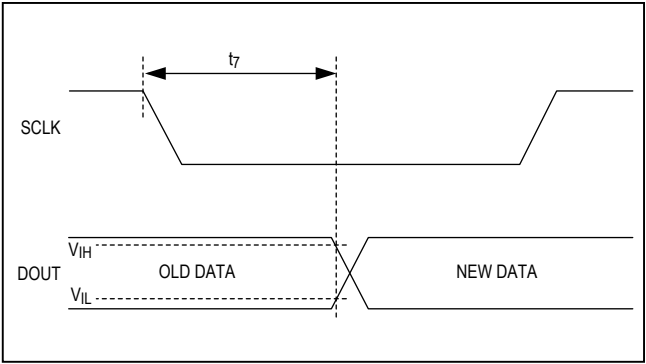 t7
SCLK
VIH
DOUT OLD DATA NEW DATA
VIL